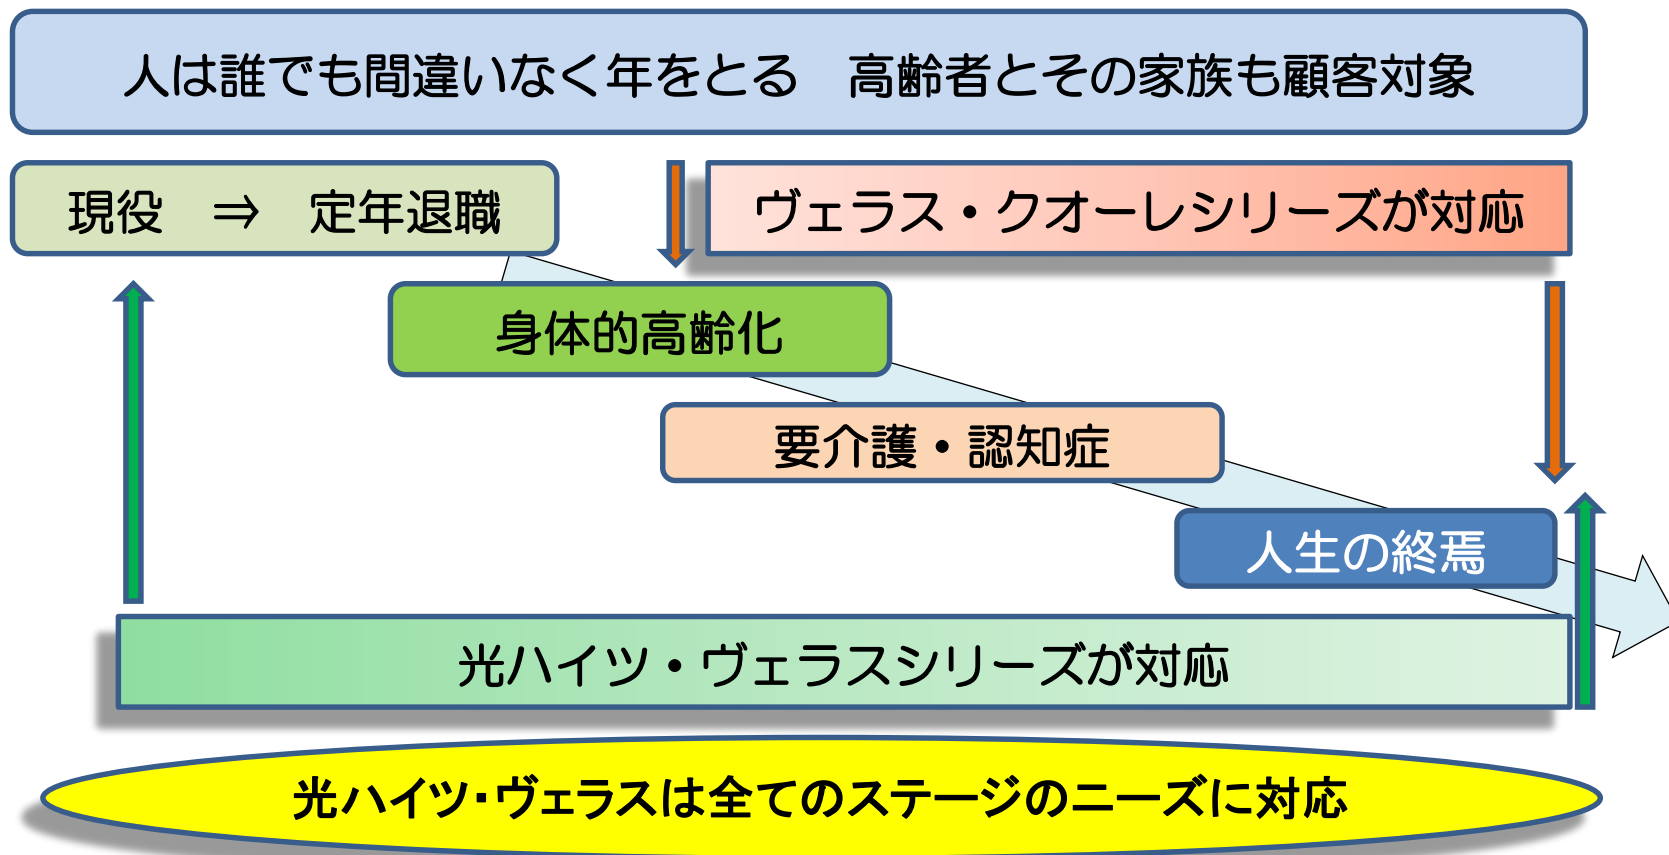 人は誰でも間違いなく年をとる　高齢者とその家族も顧客対象
現役　⇒　定年退職
ヴェラス・クオーレシリーズが対応
身体的高齢化
要介護・認知症
人生の終焉
光ハイツ・ヴェラスシリーズが対応
光ハイツ・ヴェラスは全てのステージのニーズに対応